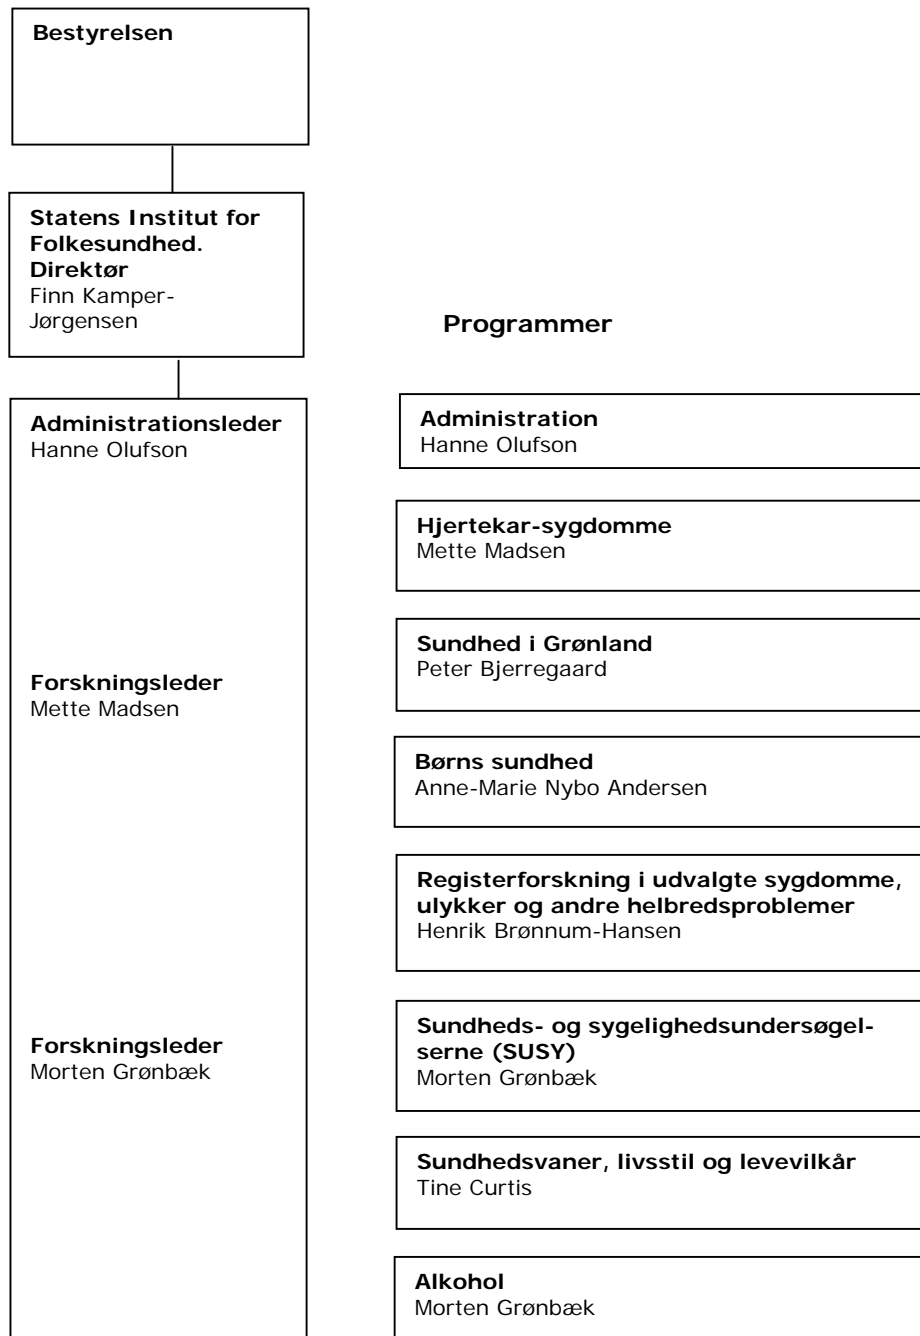 Bestyrelsen
Statens Institut for
Folkesundhed.
Direktør
Finn Kamper-
Jørgensen
Programmer
Administrationsleder
Hanne Olufson
Forskningsleder
Mette Madsen
Forskningsleder
Morten Grønbæk
Administration
Hanne Olufson
Hjertekar-sygdomme
Mette Madsen
Sundhed i Grønland
Peter Bjerregaard
Børns sundhed
Anne-Marie Nybo Andersen
Registerforskning i udvalgte sygdomme,
ulykker og andre helbredsproblemer
Henrik Brønnum-Hansen
Sundheds- og sygelighedsundersøgel-
serne (SUSY)
Morten Grønbæk
Sundhedsvaner, livsstil og levevilkår
Tine Curtis
Alkohol
Morten Grønbæk